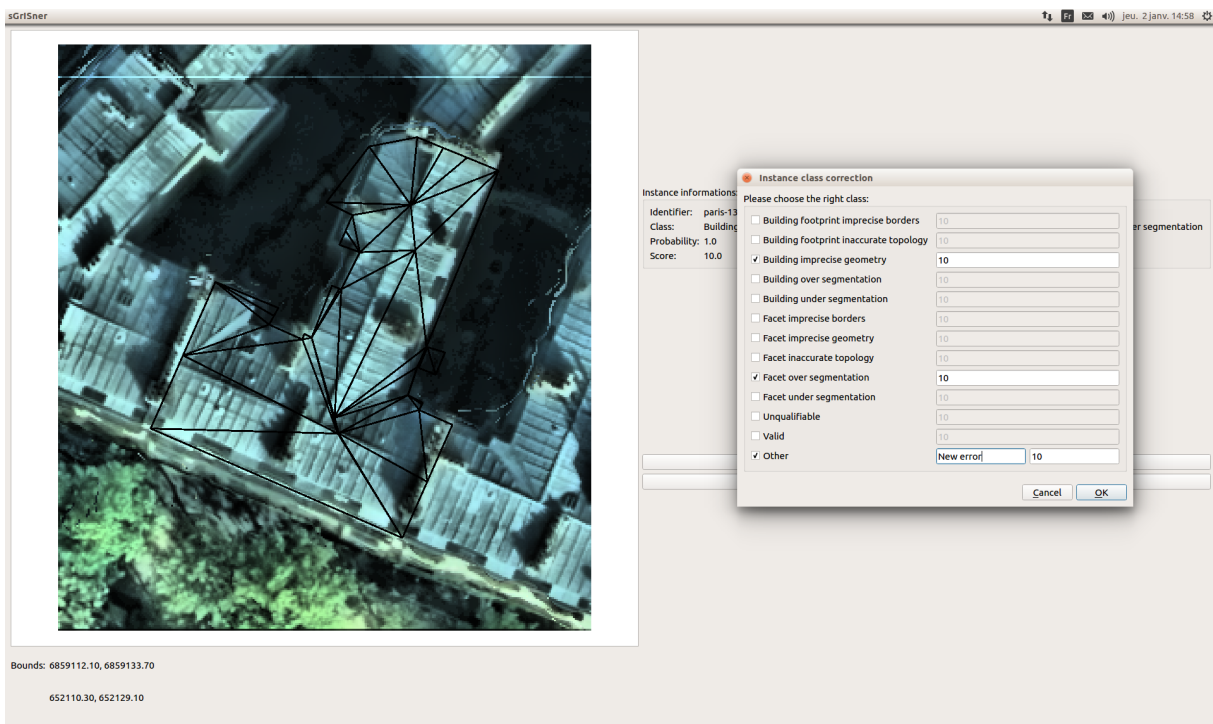 sGrISner
Fr jeu. 2 janv. 14:58
Instance informations:
Identifier: paris-13
Class: Building
er segmentation
Probability: 1.0
Score: 10.0
Instance class correction
Please choose the right class:
Building footprint imprecise borders 10
Building footprint inaccurate topology 10
Building imprecise geometry 10
Building over segmentation 10
Building under segmentation 10
Facet imprecise borders 10
Facet imprecise geometry 10
Facet inaccurate topology 10
Facet over segmentation 10
Facet under segmentation 10
Unqualifiable 10
Valid 10
Other New error 10
Cancel OK
Bounds: 6859112.10, 6859133.70
652110.30, 652129.10